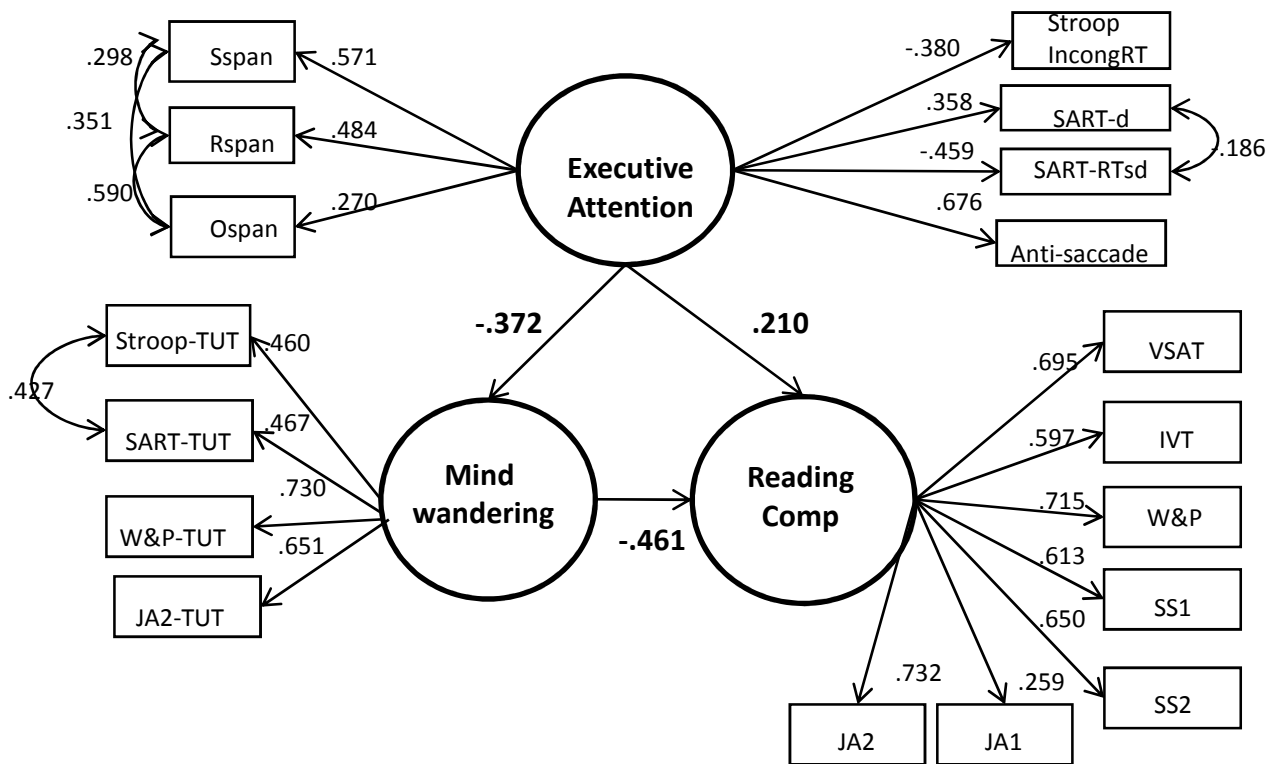 .298
.351
.590
Sspan
Rspan
Ospan
.571
.484
.270
Executive
Attention
-.380
.358
-.459
.676
Stroop
IncongRT
SART-d
SART-RTsd
Anti-saccade
-.186
-.372
.210
.427
Stroop-TUT
SART-TUT
W&P-TUT
JA2-TUT
.460
.467
.730
.651
Mind
wandering
-.461
Reading
Comp
.695
.597
.715
.613
.650
.732
.259
VSAT
IVT
W&P
SS1
SS2
JA2
JA1